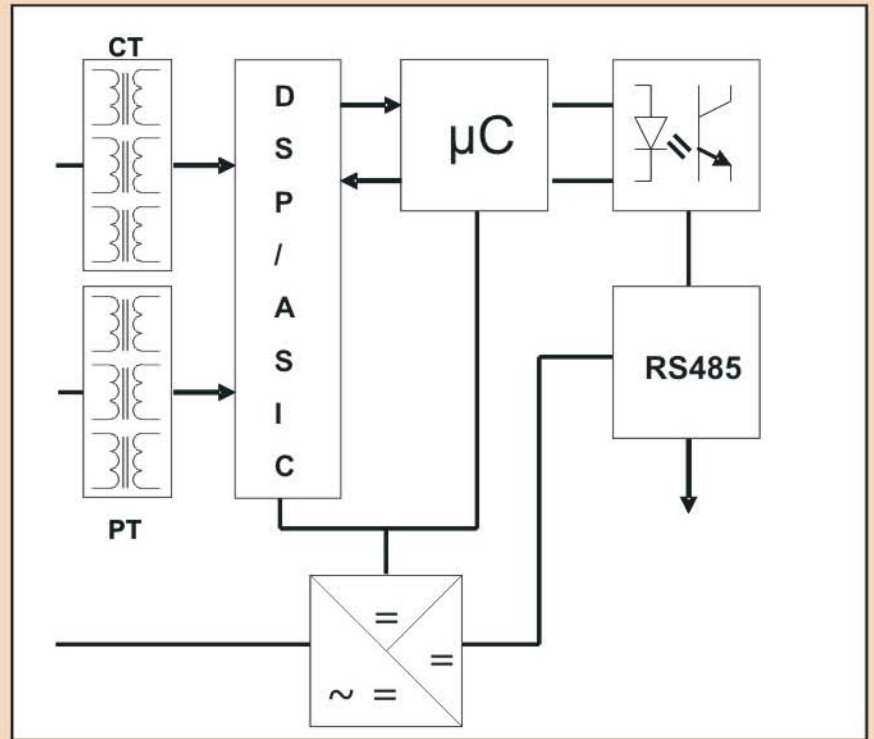 CT
D
S
P
/
A
S
I
C
µC
RS485
PT
=
=
~ =